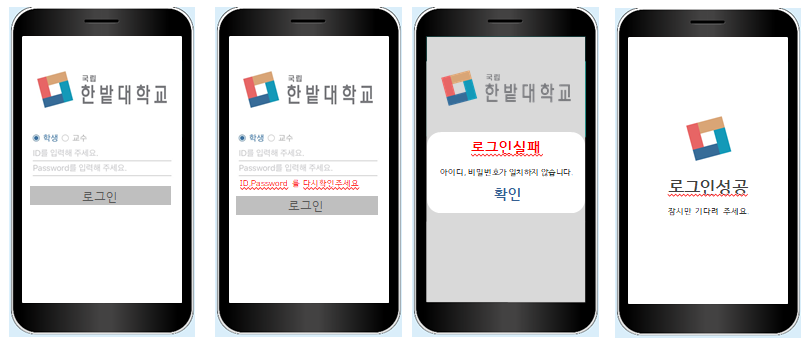 국립
한밭대학교
학생 교수
ID를 입력해 주세요.
Password를 입력해 주세요.
로그인
국립
한밭대학교
학생 교수
ID를 입력해 주세요.
Password를 입력해 주세요.
ID,Password 를 다시확인주세요
로그인
국립
한밭대학교
로그인실패
아이디, 비밀번호가 일치하지 않습니다.
확인
로그인성공
잠시만 기다려 주세요.